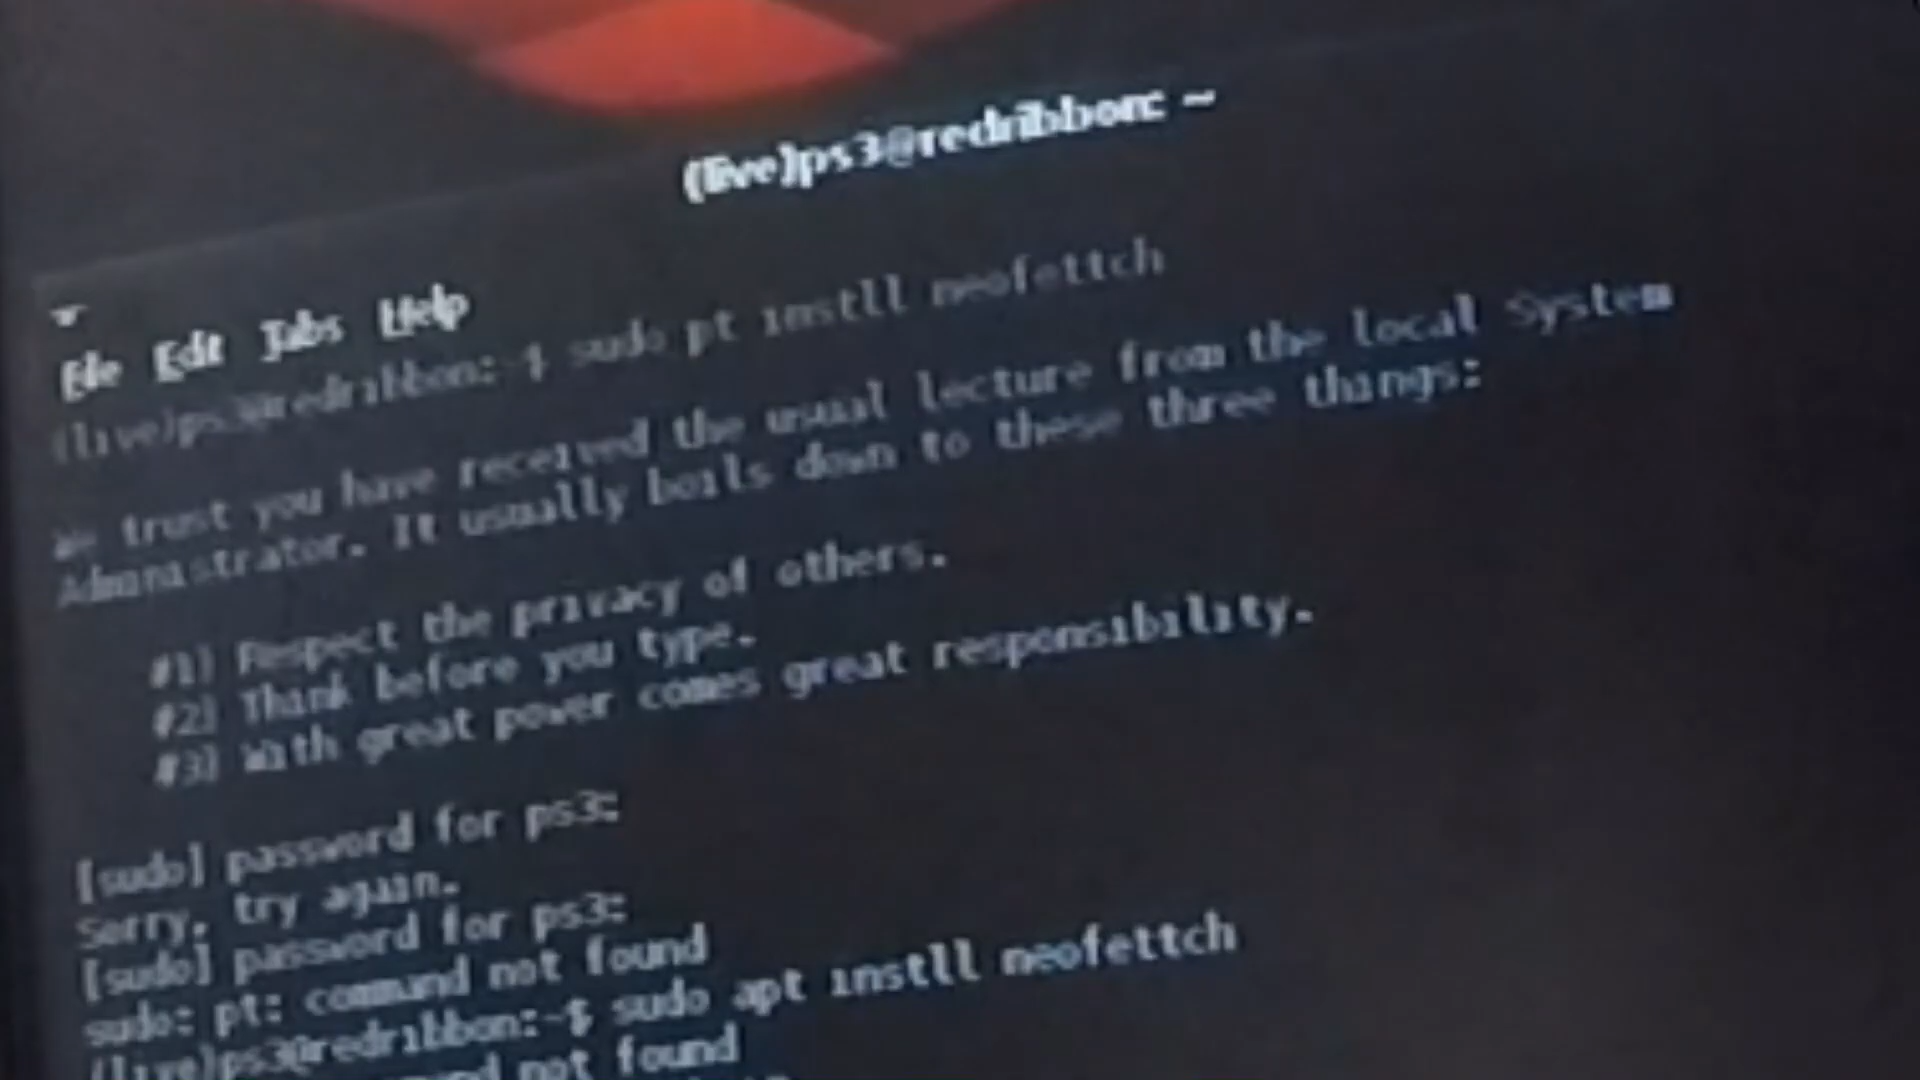 (live)ps3@redribbon: ~
File Edit Tabs Help
(live)ps3@redribbon:~$ sudo pt instll neofettch
We trust you have received the usual lecture from the local System
Administrator. It usually boils down to these three things:
#1) Respect the privacy of others.
#2) Think before you type.
#3) With great power comes great responsibility.
[sudo] password for ps3:
Sorry, try again.
[sudo] password for ps3:
sudo: pt: command not found
(live)ps3@redribbon:~$ sudo apt instll neofettch
command not found